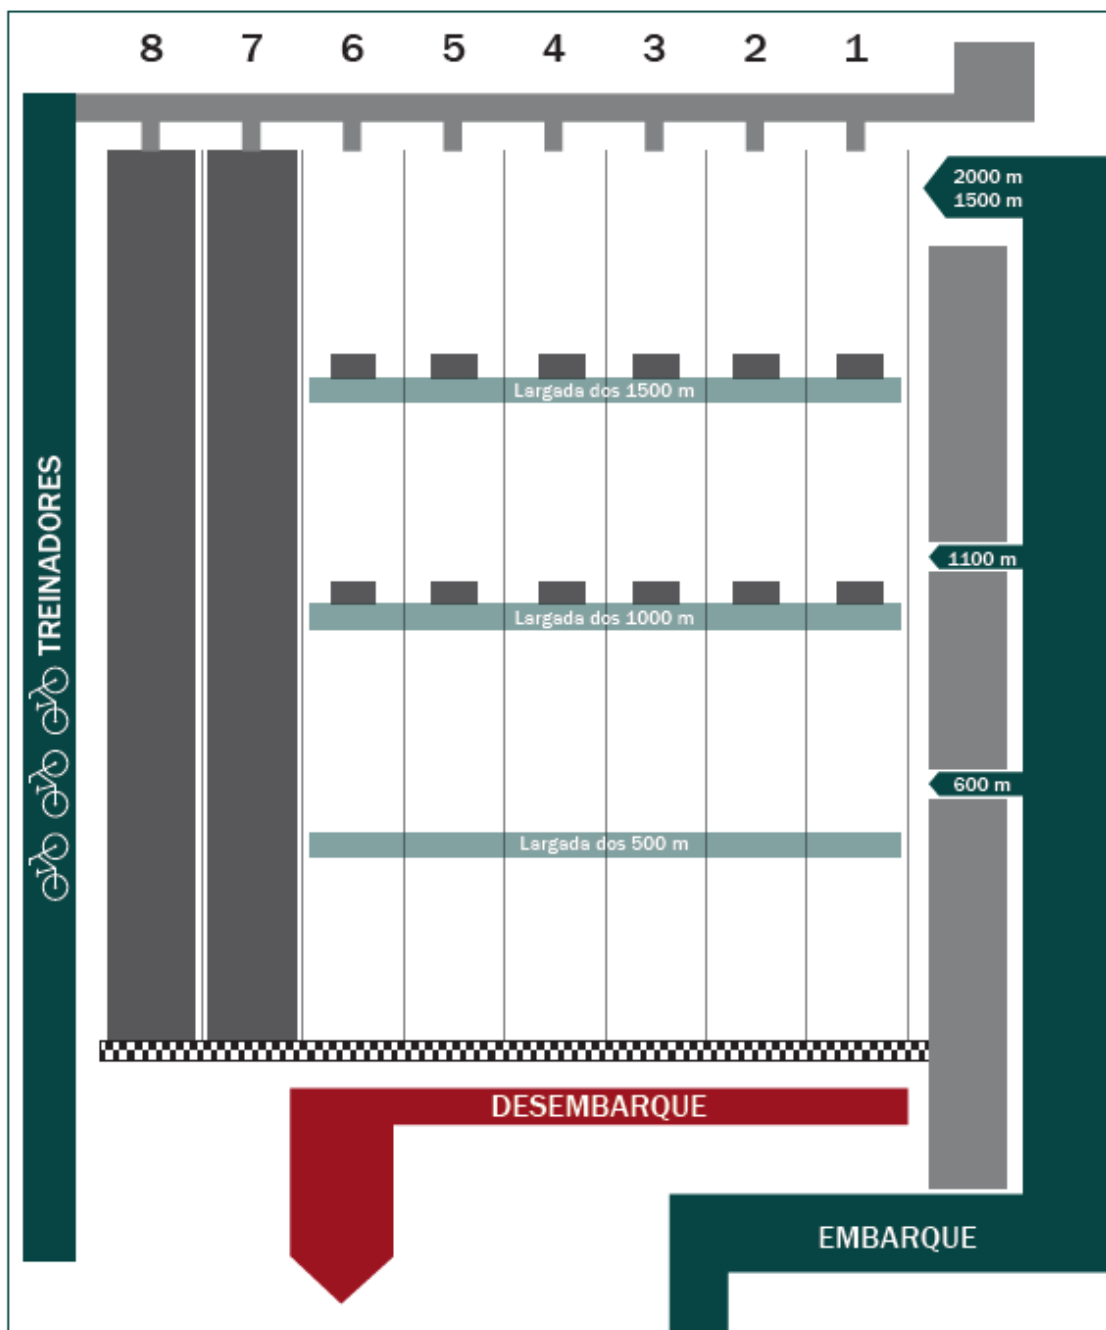 8 7 6 5 4 3 2 1
2000 m
1500 m
Largada dos 1500 m
TREINADORES
1100 m
Largada dos 1000 m
600 m
Largada dos 500 m
DESEMBARQUE
EMBARQUE